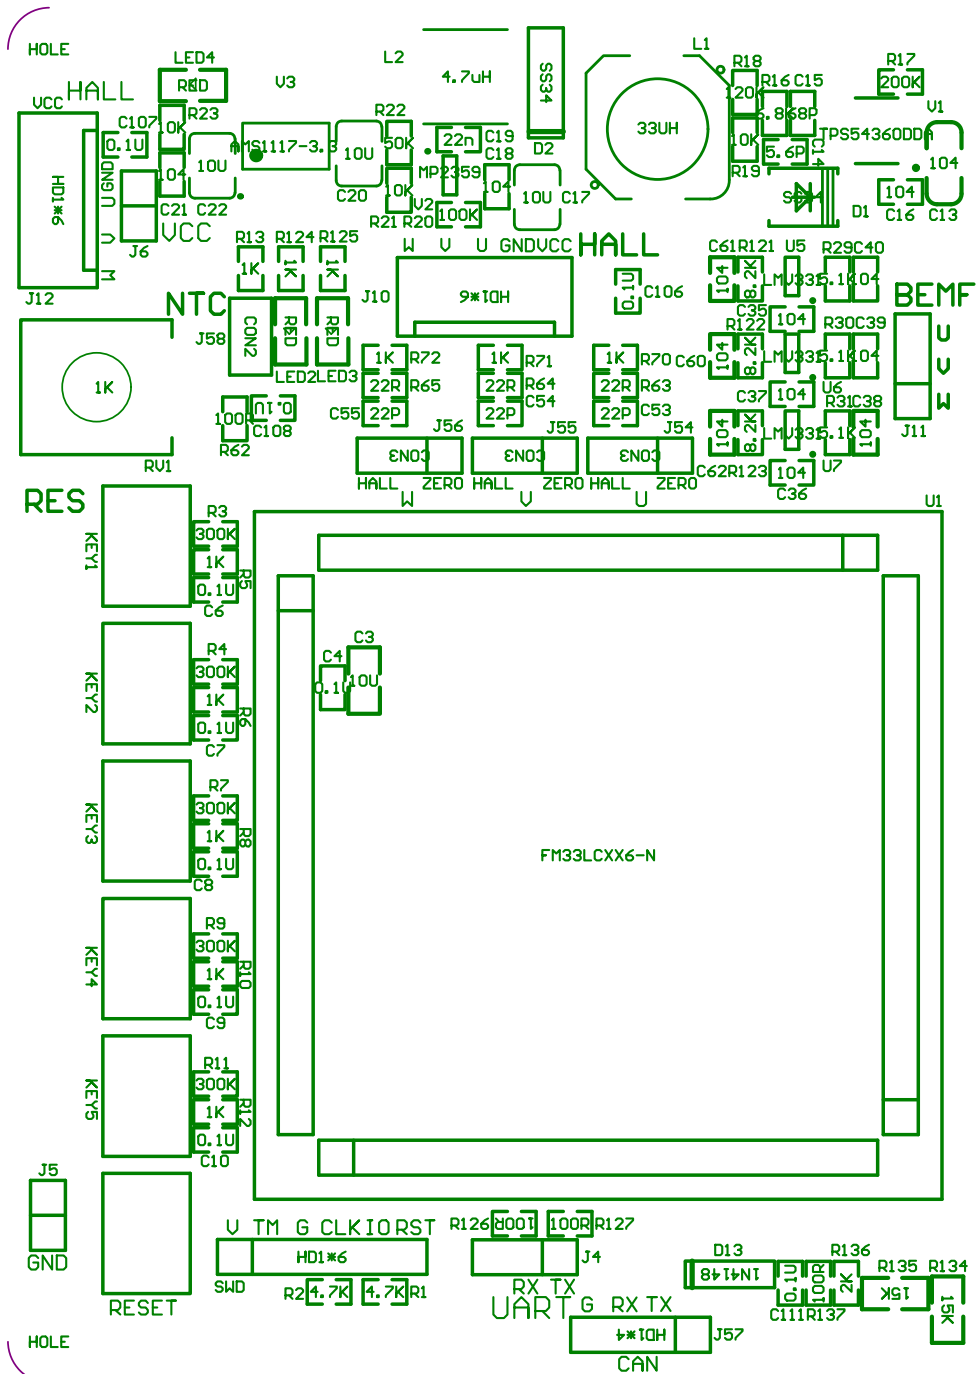 HOLE
LED4
L2
L1
R17
HALL
VCC
RED
V3
4.7uH
SS34
R18
R16
C15
200K
V1
C107
0.1U
R23
10K
R22
50K
22n
C19
33UH
120K
5.8K
68P
TPS5436ODDA
AMS1117-3.3
10U
10U
C18
D2
10K
5.6P
C14
104
HD1*6
GND
U
V
W
104
C21
C22
C20
10K
MP2359
104
10U
C17
R19
104
J6
VCC
R21
R20
V2
100K
D1
C16
C13
J12
R13
R124
R125
W
V
U
GND
VCC
HALL
C61
R121
U5
R29
C40
1K
1K
1K
J10
HD1*6
0.1U
C106
104
8.2K
LMV331
5.1K
104
BEMF
NTC
J58
CON2
RED
RED
C35
104
R122
R30
C39
U
RV1
1K
LED2
LED3
1K
R72
1K
R71
1K
R70
C60
104
8.2K
LMV331
5.1K
104
V
22R
R65
22R
R64
22R
R63
C37
104
U6
100R
0.1U
C55
22P
22P
C54
22P
C53
R31
C38
W
R62
C108
J56
J55
J54
104
8.2K
LMV331
5.1K
104
J11
CON3
CON3
CON3
C62
R123
104
U7
HALL
ZERO
HALL
ZERO
HALL
ZERO
C36
RES
W
V
U
U1
R3
KEY1
300K
1K
R5
0.1U
C6
R4
C3
C4
KEY2
300K
1K
R6
0.1U
10U
0.1U
C7
R7
KEY3
300K
1K
R8
0.1U
C8
FM33LCXX6-N
R9
KEY4
300K
1K
R10
0.1U
C9
R11
KEY5
300K
1K
R12
0.1U
C10
J5
GND
V
TM
G
CLK
IO
RST
R126
100R
100R
R127
HD1*6
J4
D13
R136
SWD
R2
4.7K
4.7K
R1
RX
TX
1N4148
0.1U
100R
2K
R135
15K
R134
15K
RESET
UART
G
RX
TX
C111
R137
HOLE
HD1*4
J57
CAN